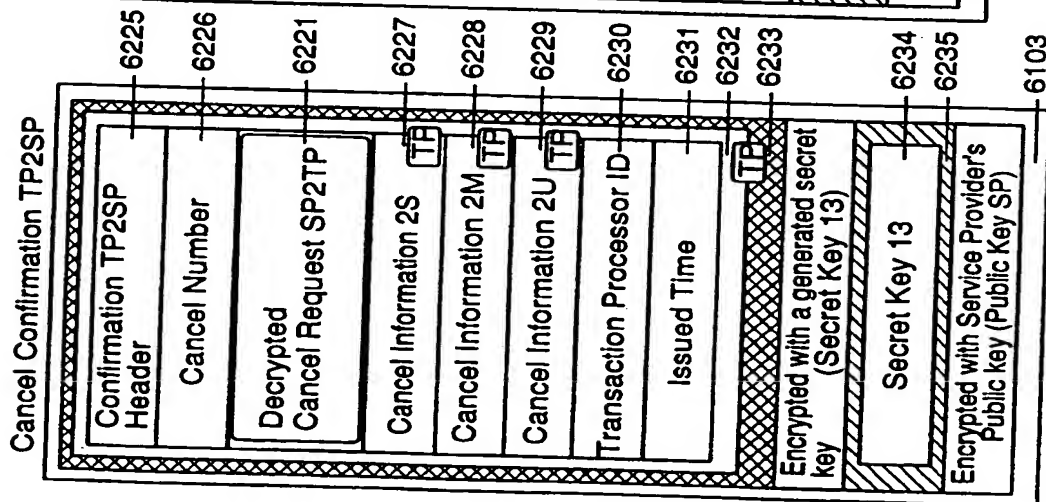 Cancel Confirmation TP2SP
Confirmation TP2SP
Header
6225
Cancel Number
6226
Decrypted
Cancel Request SP2TP
6221
Cancel Information 2S
TP
6227
Cancel Information 2M
TP
6228
Cancel Information 2U
TP
6229
Transaction Processor ID
6230
Issued Time
6231
TP
6232
6233
Encrypted with a generated secret
key (Secret Key 13)
Secret Key 13
6234
6235
Encrypted with Service Provider's
Public key (Public Key SP)
6103